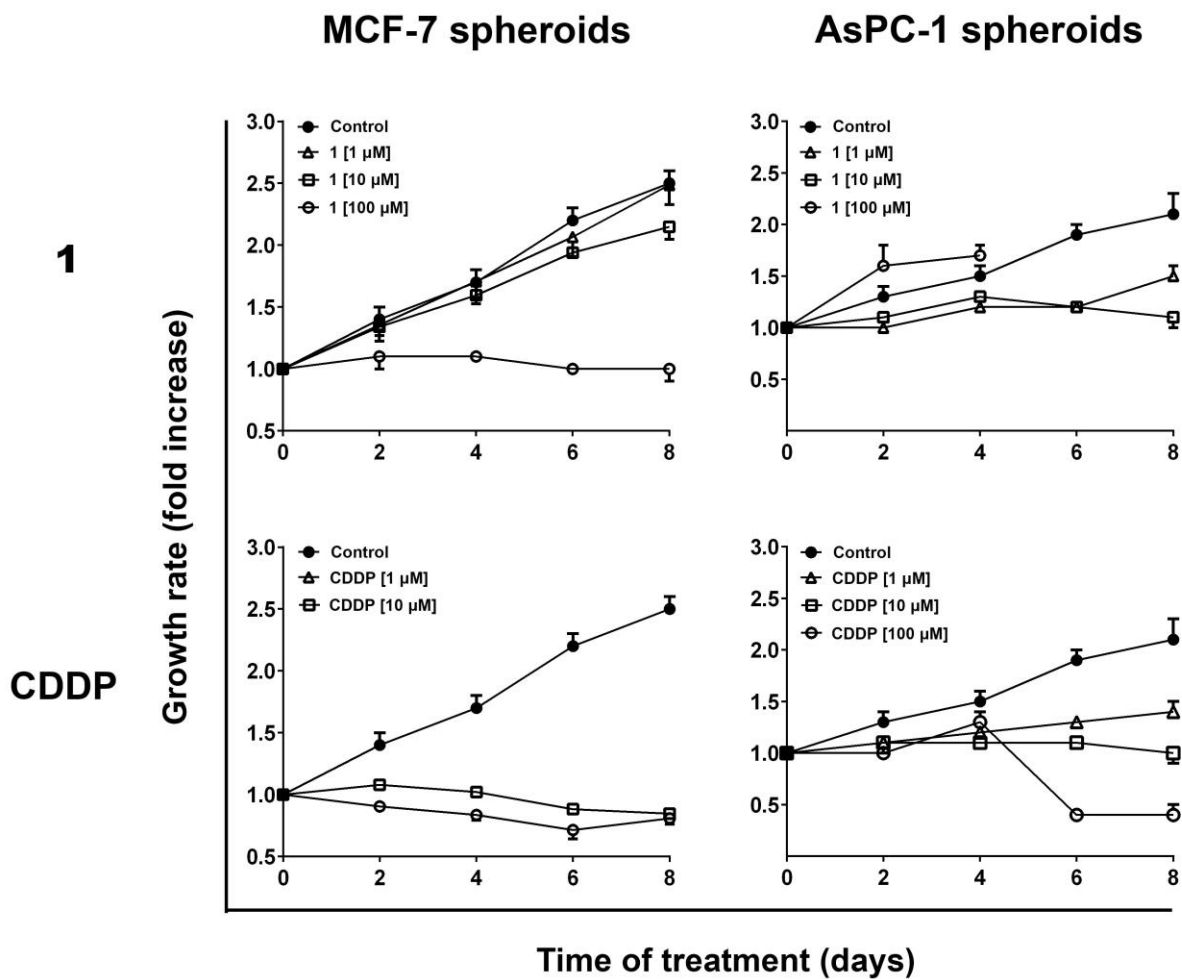 MCF-7 spheroids
AsPC-1 spheroids
1
CDDP
Growth rate (fold increase)
3.0
2.5
2.0
1.5
1.0
0.5
0 2 4 6 8
Control
1 [1 µM]
1 [10 µM]
1 [100 µM]
3.0
2.5
2.0
1.5
1.0
0.5
0 2 4 6 8
Control
1 [1 µM]
1 [10 µM]
1 [100 µM]
3.0
2.5
2.0
1.5
1.0
0.5
0 2 4 6 8
Control
CDDP [1 µM]
CDDP [10 µM]
3.0
2.5
2.0
1.5
1.0
0.5
0 2 4 6 8
Control
CDDP [1 µM]
CDDP [10 µM]
CDDP [100 µM]
Time of treatment (days)